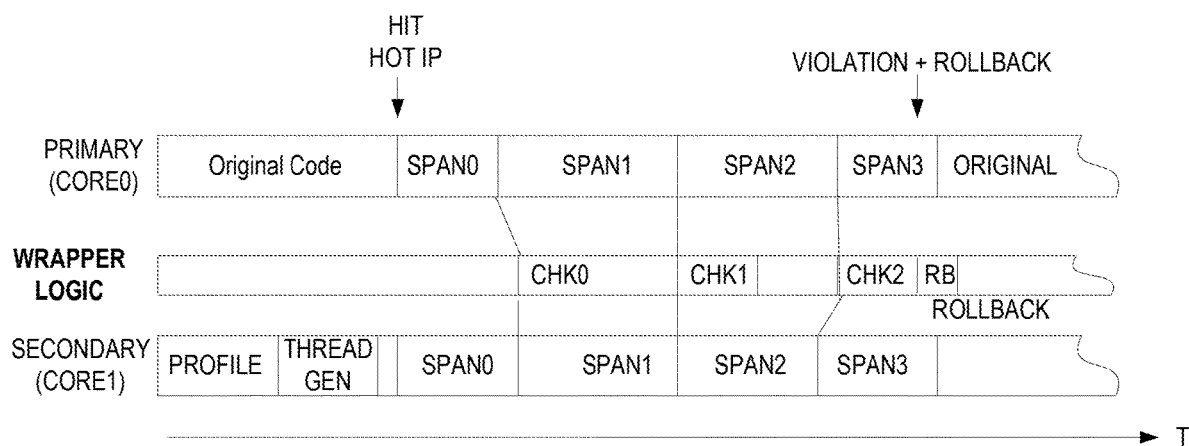 HIT
HOT IP
VIOLATION + ROLLBACK
PRIMARY
(CORE0)
Original Code
SPAN0
SPAN1
SPAN2
SPAN3
ORIGINAL
WRAPPER
LOGIC
CHK0
CHK1
CHK2
RB
ROLLBACK
SECONDARY
(CORE1)
PROFILE
THREAD
GEN
SPAN0
SPAN1
SPAN2
SPAN3
T